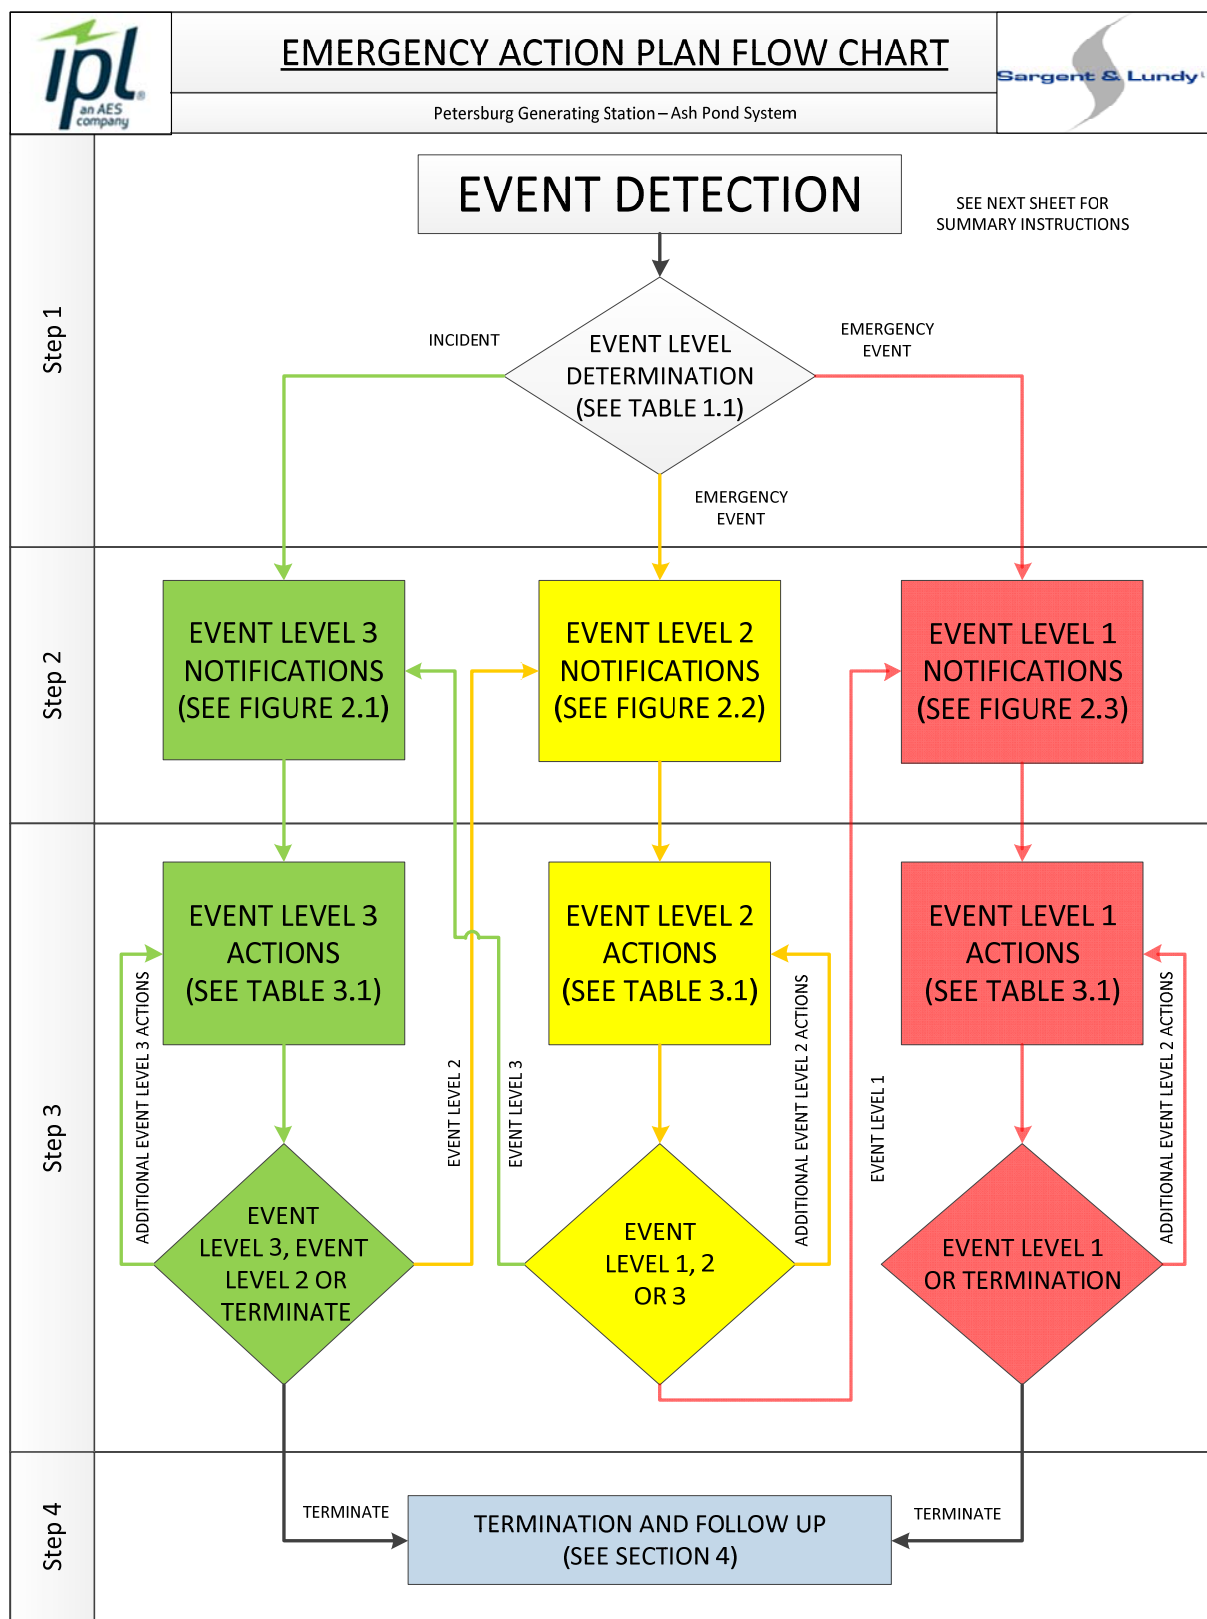 ipl®
an AES
company
EMERGENCY ACTION PLAN FLOW CHART
Petersburg Generating Station – Ash Pond System
Sargent & Lundy
Step 1
EVENT DETECTION
SEE NEXT SHEET FOR
SUMMARY INSTRUCTIONS
INCIDENT
EVENT LEVEL
DETERMINATION
(SEE TABLE 1.1)
EMERGENCY
EVENT
EMERGENCY
EVENT
Step 2
EVENT LEVEL 3
NOTIFICATIONS
(SEE FIGURE 2.1)
EVENT LEVEL 2
NOTIFICATIONS
(SEE FIGURE 2.2)
EVENT LEVEL 1
NOTIFICATIONS
(SEE FIGURE 2.3)
Step 3
EVENT LEVEL 3
ACTIONS
(SEE TABLE 3.1)
EVENT LEVEL 2
ACTIONS
(SEE TABLE 3.1)
EVENT LEVEL 1
ACTIONS
(SEE TABLE 3.1)
ADDITIONAL EVENT LEVEL 3 ACTIONS
EVENT LEVEL 2
EVENT LEVEL 3
ADDITIONAL EVENT LEVEL 2 ACTIONS
EVENT LEVEL 1
ADDITIONAL EVENT LEVEL 2 ACTIONS
EVENT
LEVEL 3, EVENT
LEVEL 2 OR
TERMINATE
EVENT
LEVEL 1, 2
OR 3
EVENT LEVEL 1
OR TERMINATION
Step 4
TERMINATE
TERMINATION AND FOLLOW UP
(SEE SECTION 4)
TERMINATE